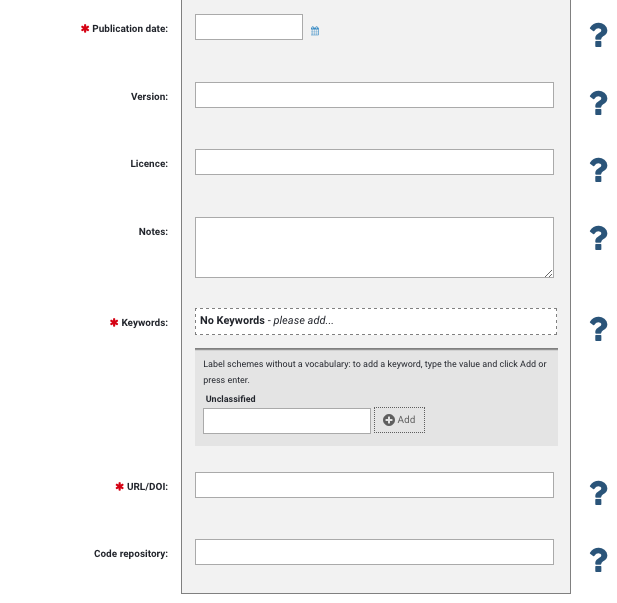 ✱ Publication date:
?
Version:
?
Licence:
?
Notes:
?
✱ Keywords:
No Keywords - please add...
?
Label schemes without a vocabulary: to add a keyword, type the value and click Add or
press enter.
Unclassified
Add
✱ URL/DOI:
?
Code repository:
?